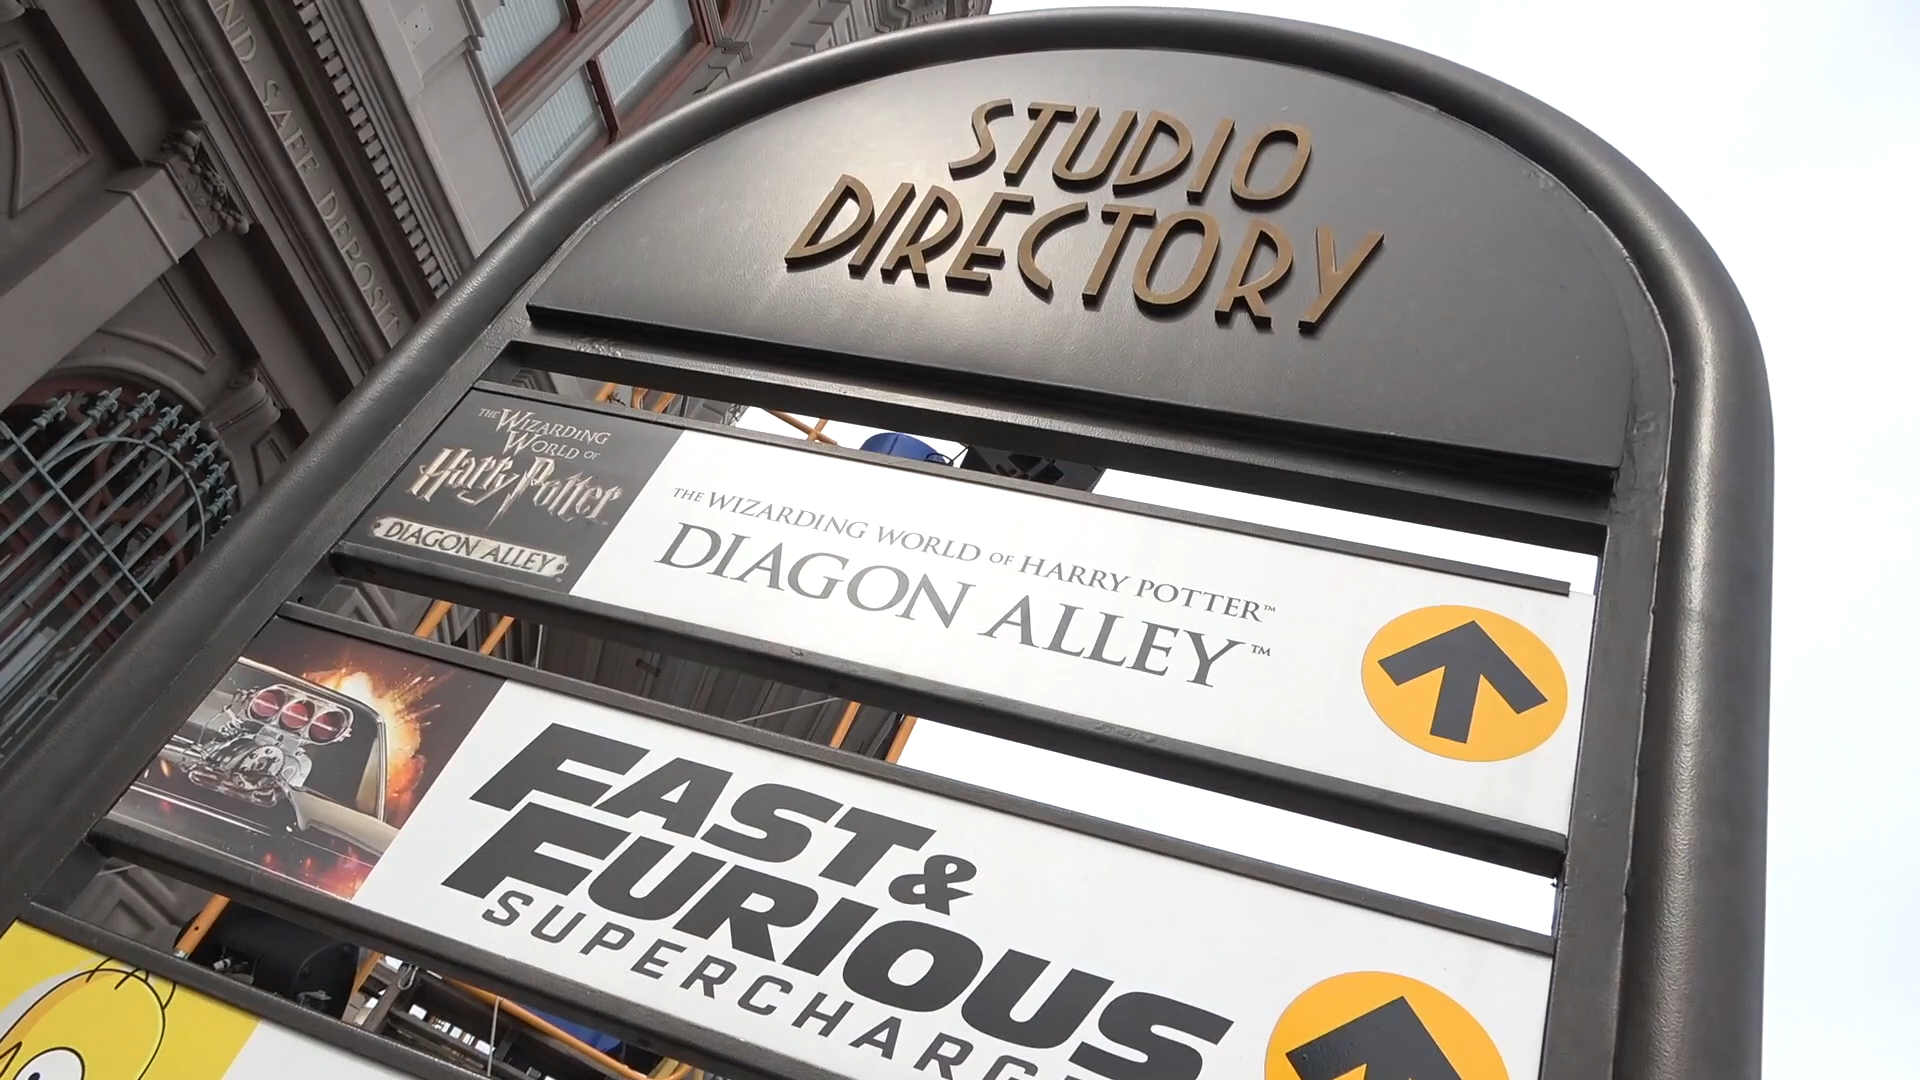 ND SAFE DEPOSIT
STUDIO
DIRECTORY
THE WIZARDING
WORLD OF
Harry Potter
DIAGON ALLEY
THE WIZARDING WORLD OF HARRY POTTER™
DIAGON ALLEY™
FAST &
FURIOUS
SUPERCHARG